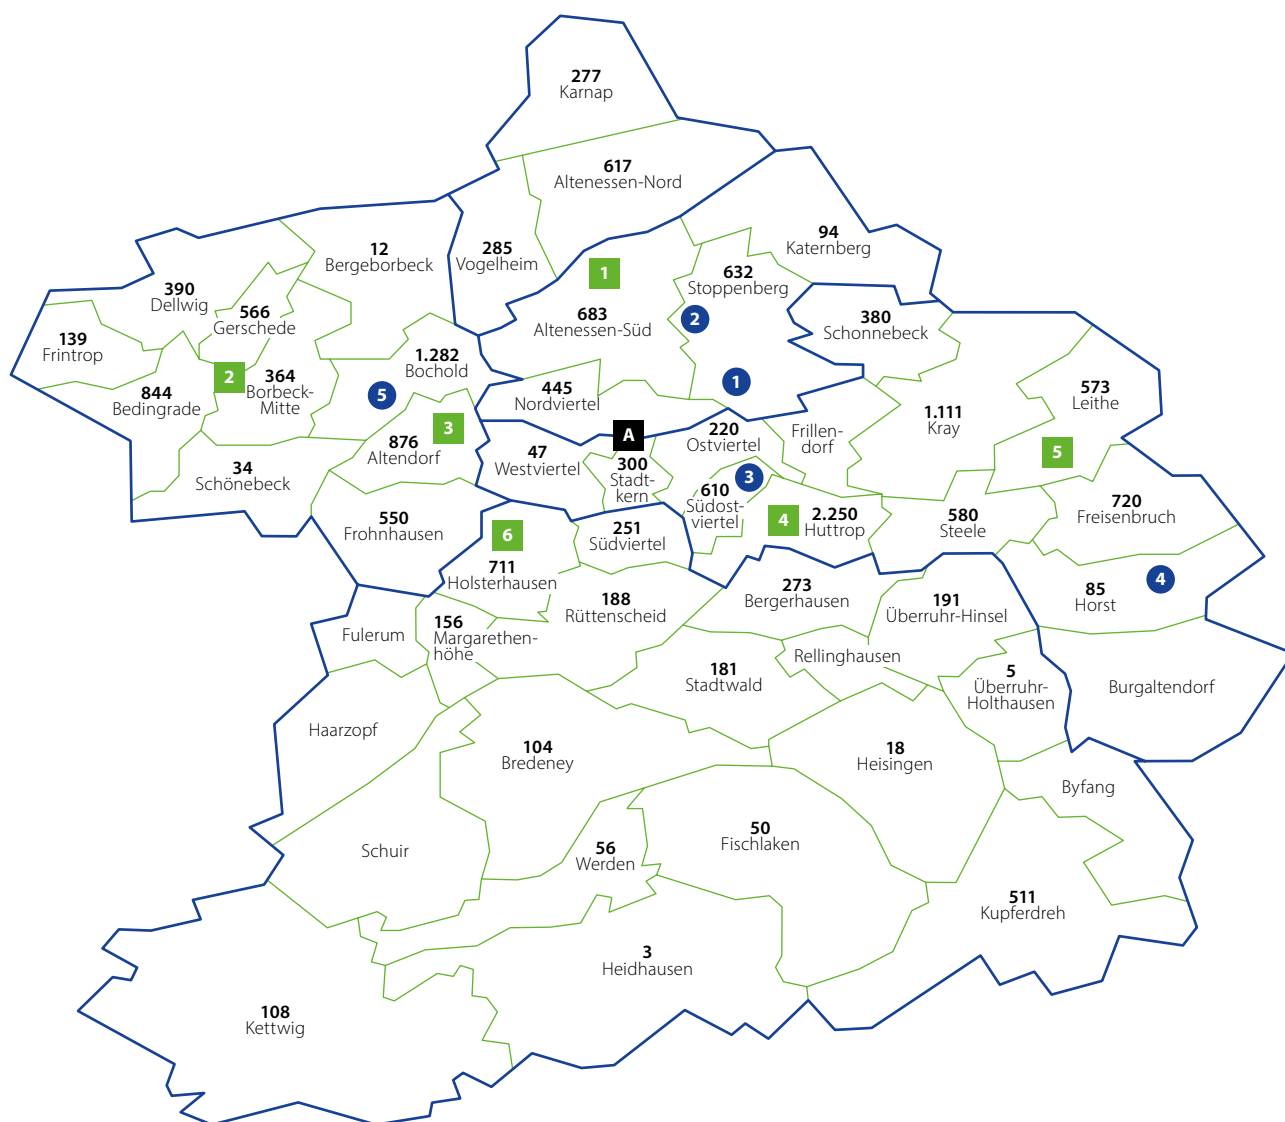 277
Karnap
617
Altenessen-Nord
94
Katernberg
12
Bergeborbeck
285
Vogelheim
1
632
Stoppenberg
390
Dellwig
683
Altenessen-Süd
2
566
Gerschede
380
Schonnebeck
139
Frintrop
1.282
Bochold
844
Bedingrade
2
364
Borbeck-
Mitte
5
445
Nordviertel
1
573
Leithe
1.111
Kray
876
Altendorf
3
A
220
Ostviertel
Frillen-
dorf
47
Westviertel
300
Stadt-
kern
5
34
Schönebeck
610
Südost-
viertel
3
550
Frohnhausen
6
251
Südviertel
4
2.250
Huttrop
580
Steele
720
Freisenbruch
711
Holsterhausen
188
Rüttenscheid
273
Bergerhausen
191
Überruhr-Hinsel
85
Horst
4
Fulerum
156
Margarethen-
höhe
Rellinghausen
181
Stadtwald
5
Überruhr-
Holthausen
Burgaltendorf
Haarzopf
104
Bredeney
18
Heisingen
Byfang
Schuir
56
Werden
50
Fischlaken
511
Kupferdreh
3
Heidhausen
108
Kettwig